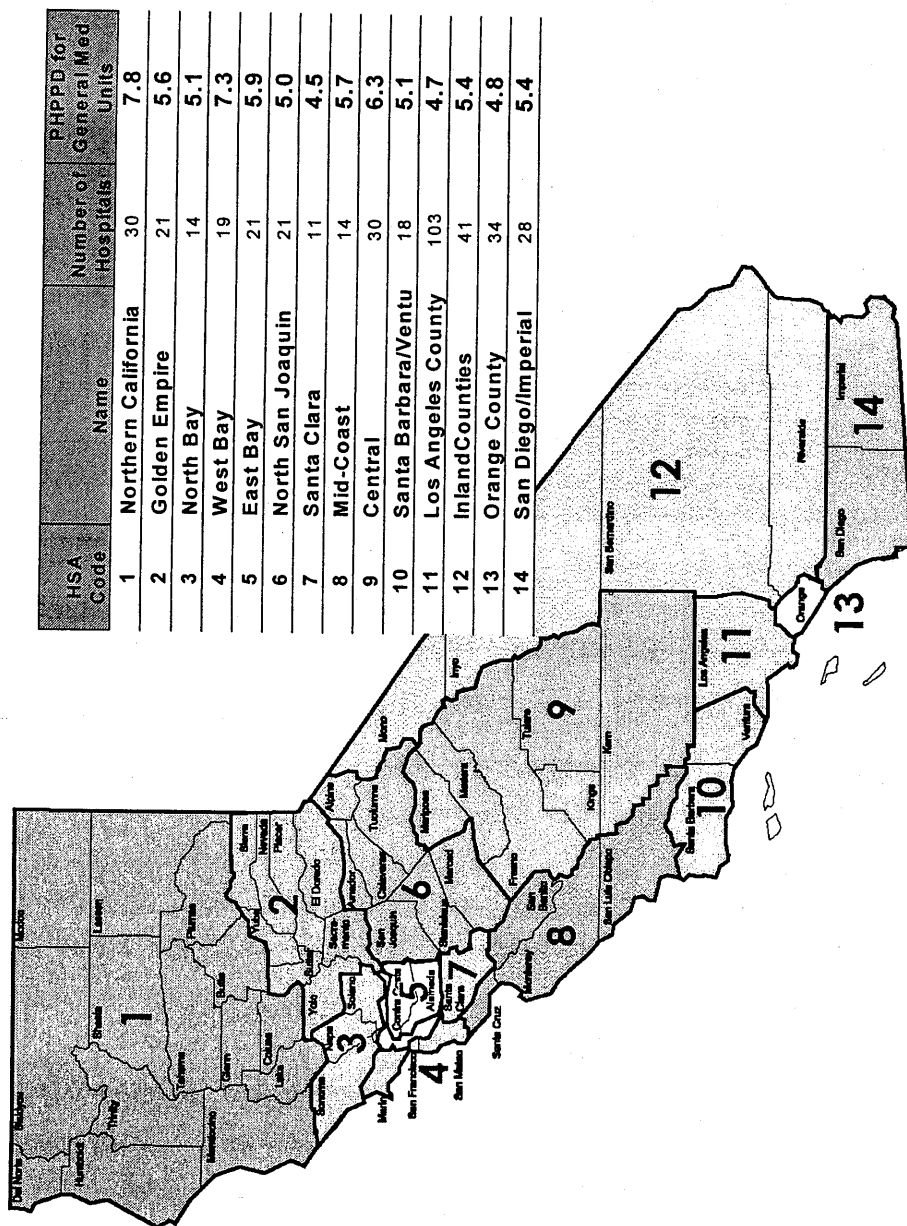 HSA Code Name Number of Hospitals PHPPD for General Med Units
1 Northern California 30 7.8
2 Golden Empire 21 5.6
3 North Bay 14 5.1
4 West Bay 19 7.3
5 East Bay 21 5.9
6 North San Joaquin 21 5.0
7 Santa Clara 11 4.5
8 Mid-Coast 14 5.7
9 Central 30 6.3
10 Santa Barbara/Ventu 18 5.1
11 Los Angeles County 103 4.7
12 InlandCounties 41 5.4
13 Orange County 34 4.8
14 San Diego/Imperial 28 5.4
Del Norte
Siskiyou
Modoc
Humboldt
Trinity
Shasta
Lassen
1
Tehama
Plumas
Mendocino
Glenn
Butte
Lake
Colusa
Yuba
Sierra
Nevada
Placer
2
Sutter
El Dorado
Sonoma
Napa
Yolo
Sacra-
mento
3
Solano
Amador
Alpine
Marin
Contra Costa
San
Joaquin
Calaveras
Tuolumne
Mono
San Francisco
5
Alameda
6
4
San Mateo
Santa
Clara
7
Stanislaus
Mariposa
Merced
Madera
Santa Cruz
San
Benito
Fresno
Inyo
Monterey
8
Kings
Tulare
9
San Luis Obispo
Kern
San Bernardino
12
Santa Barbara
10
Ventura
Los Angeles
11
Orange
Riverside
13
San Diego
Imperial
14